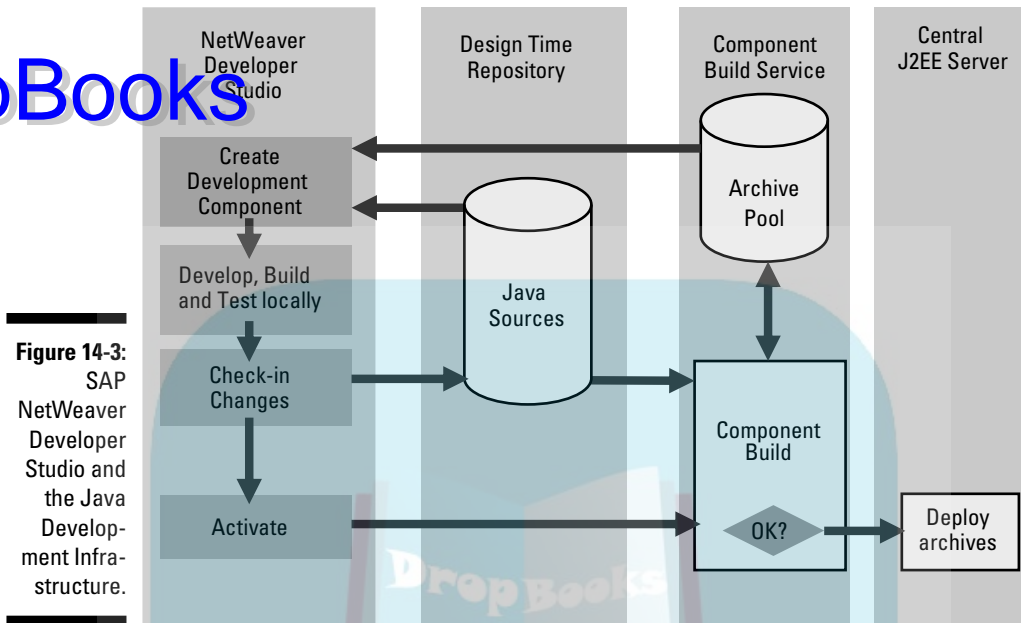 NetWeaver
Developer
Studio
Design Time
Repository
Component
Build Service
Central
J2EE Server
oBooks
Create
Development
Component
Archive
Pool
Develop, Build
and Test locally
Java
Sources
Figure 14-3:
SAP
NetWeaver
Developer
Studio and
the Java
Develop-
ment Infra-
structure.
Check-in
Changes
Component
Build
Activate
OK?
Deploy
archives
DropBooks